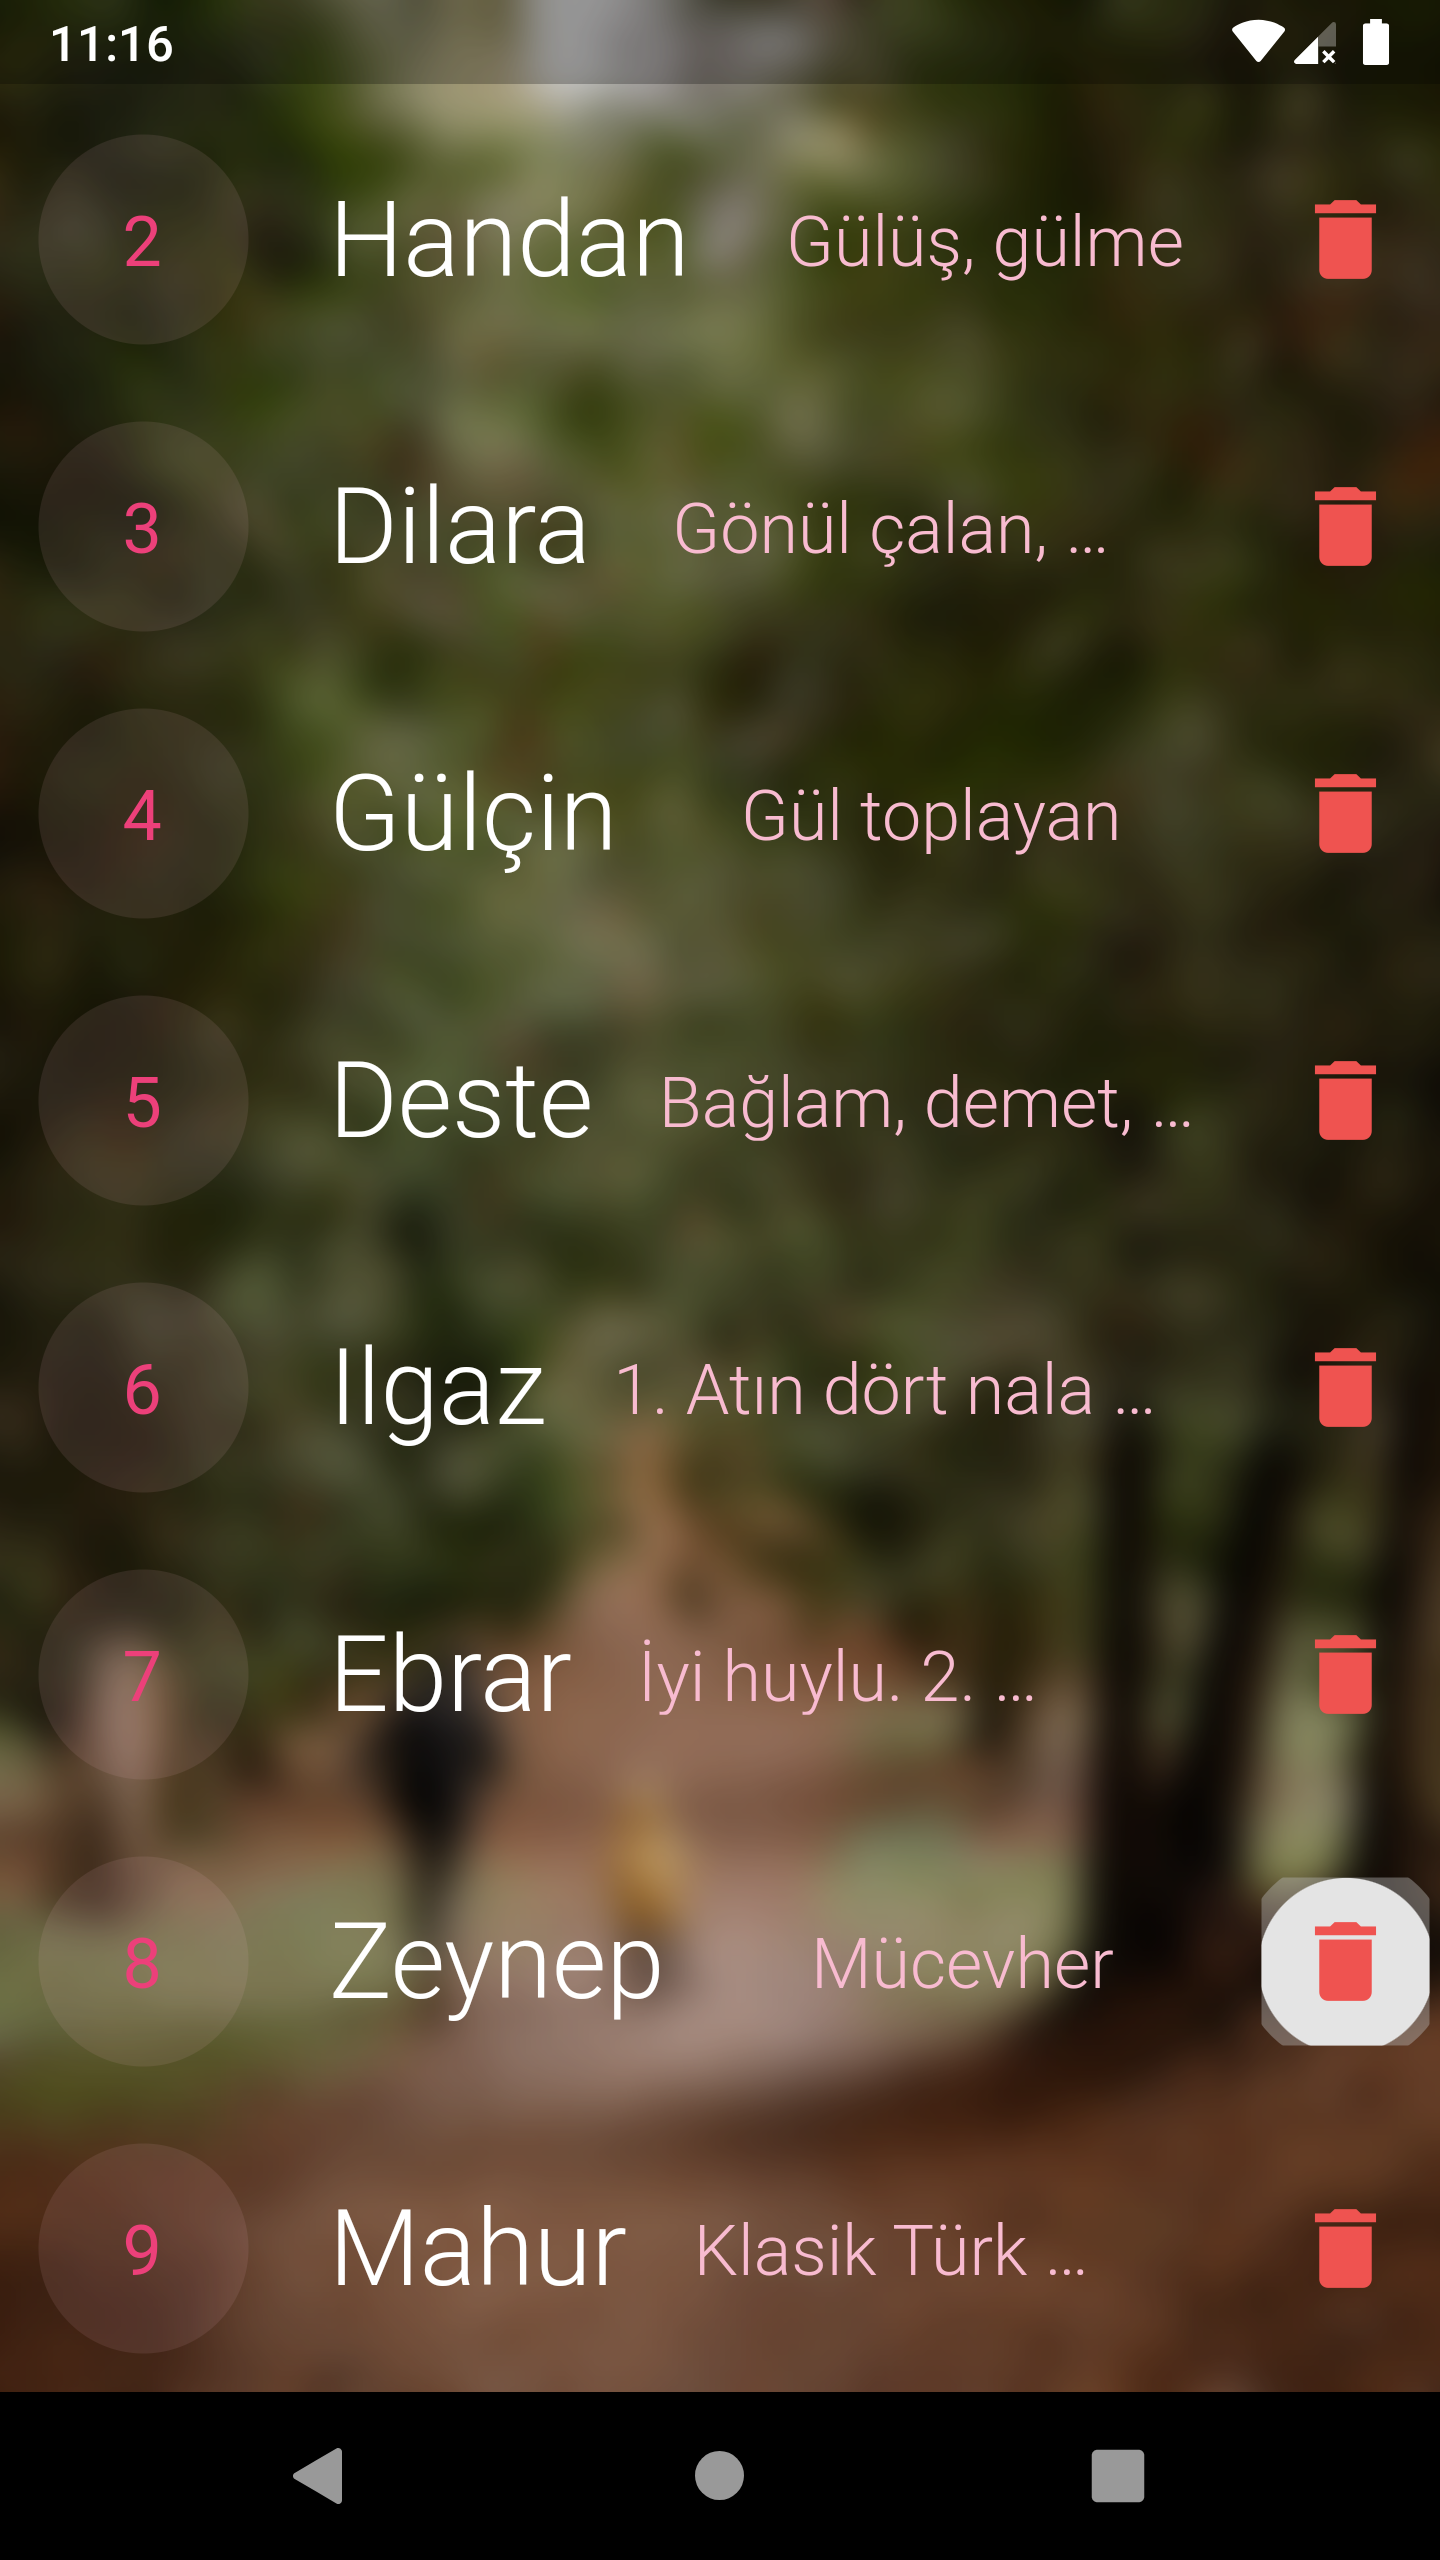 11:16
2 Handan Gülüş, gülme
3 Dilara Gönül çalan, ...
4 Gülçin Gül toplayan
5 Deste Bağlam, demet, ...
6 Ilgaz 1. Atın dört nala ...
7 Ebrar İyi huylu. 2. ...
8 Zeynep Mücevher
9 Mahur Klasik Türk ...